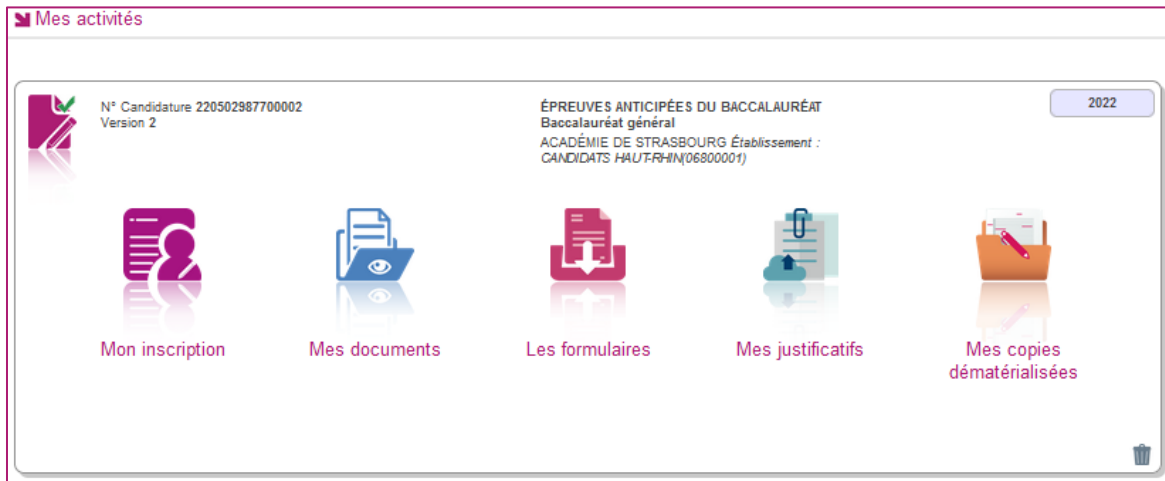 Mes activités
N° Candidature 220502987700002
Version 2
ÉPREUVES ANTICIPÉES DU BACCALAURÉAT
Baccalauréat général
ACADÉMIE DE STRASBOURG Établissement :
CANDIDATS HAUT-RHIN(06800001)
2022
Mon inscription
Mes documents
Les formulaires
Mes justificatifs
Mes copies
dématérialisées